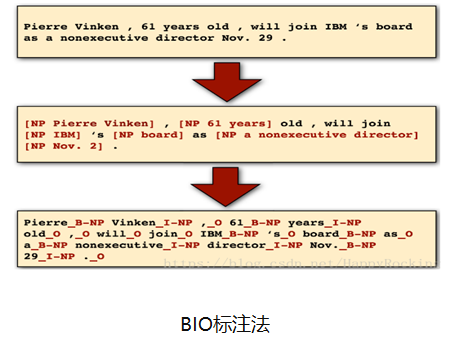 Pierre Vinken , 61 years old , will join IBM ‘s board
as a nonexecutive director Nov. 29 .
[NP Pierre Vinken] , [NP 61 years] old , will join
[NP IBM] ‘s [NP board] as [NP a nonexecutive director]
[NP Nov. 2] .
Pierre_B-NP Vinken_I-NP ,_O 61_B-NP years_I-NP
old_O ,_O will_O join_O IBM_B-NP ‘s_O board_B-NP as_O
a_B-NP nonexecutive_I-NP director_I-NP Nov._B-NP
29_I-NP ._O
https://blog.csdn.net/HappyRocking
BIO标注法